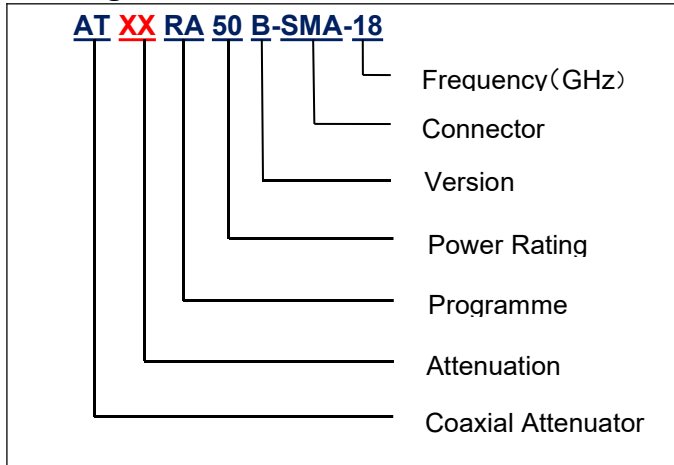 AT XX RA 50 B-SMA-18
Frequency（GHz）
Connector
Version
Power Rating
Programme
Attenuation
Coaxial Attenuator